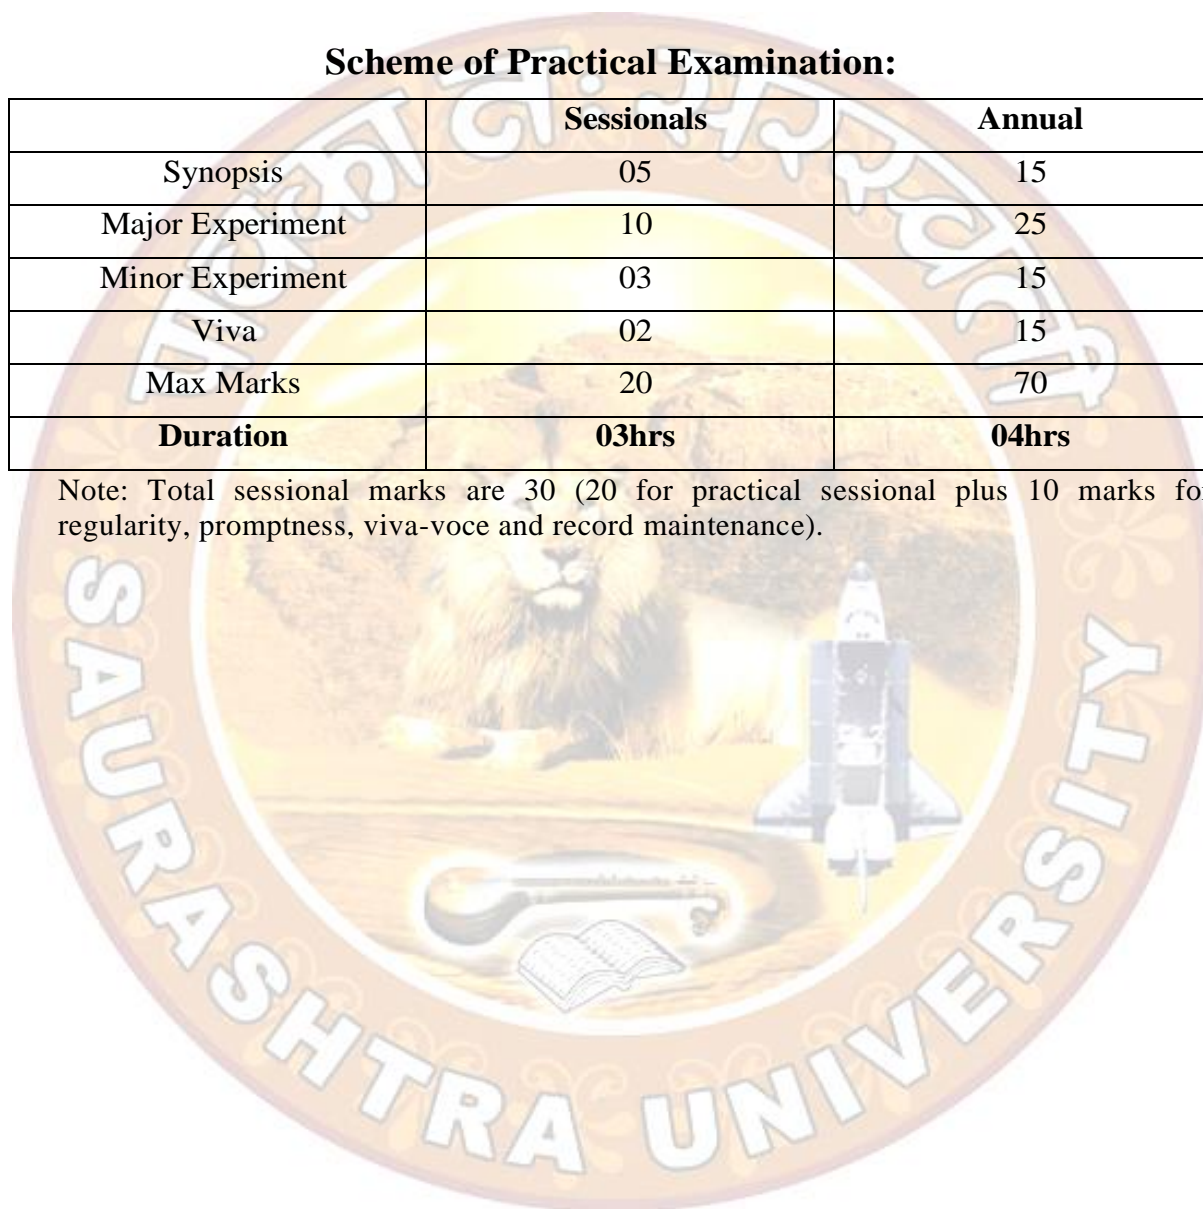 Scheme of Practical Examination:
Sessionals Annual
Synopsis 05 15
Major Experiment 10 25
Minor Experiment 03 15
Viva 02 15
Max Marks 20 70
Duration 03hrs 04hrs
Note: Total sessional marks are 30 (20 for practical sessional plus 10 marks for
regularity, promptness, viva-voce and record maintenance).
SAURASHTRA UNIVERSITY